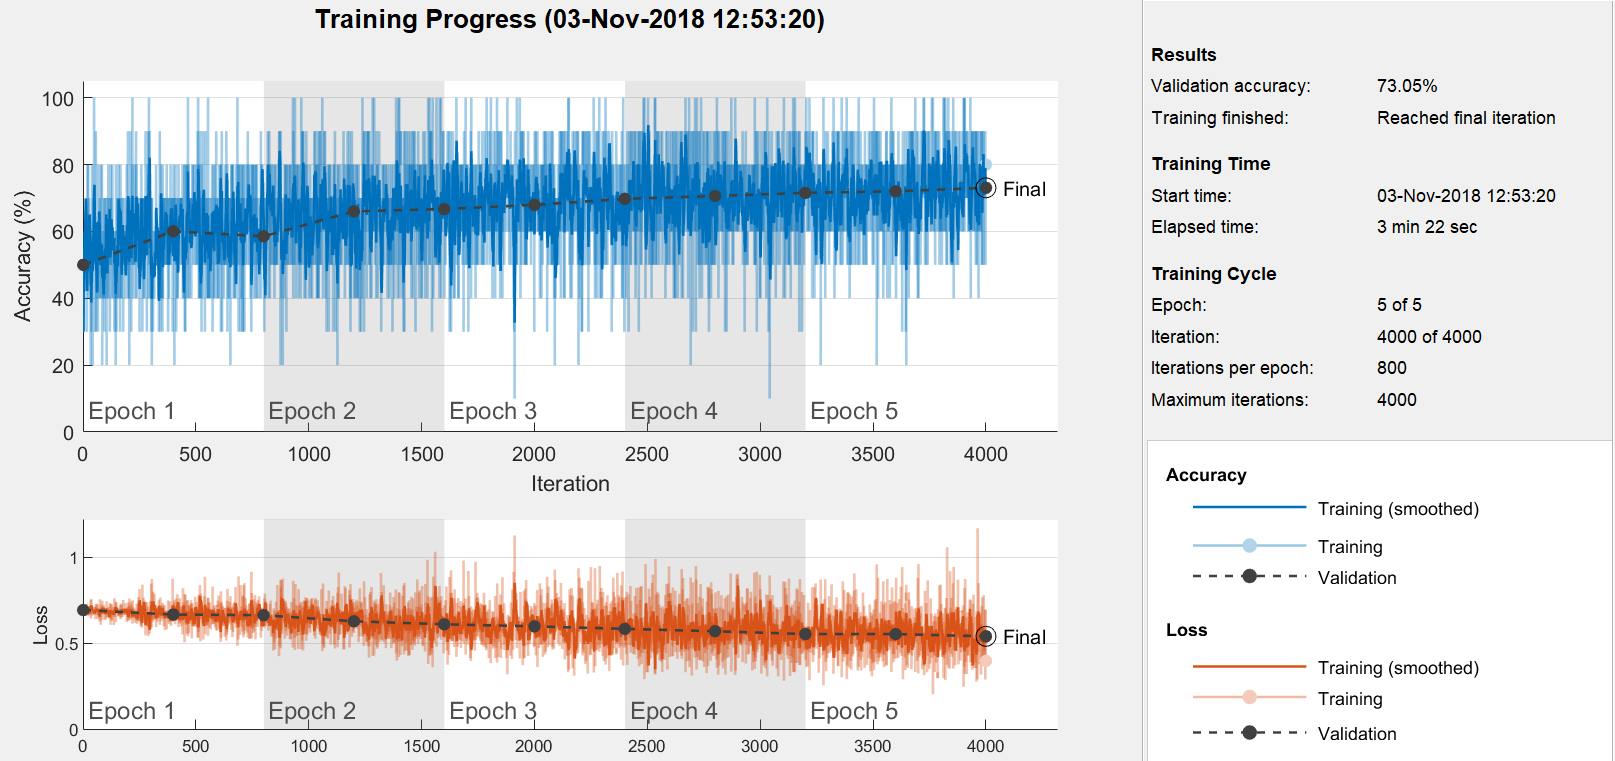 Training Progress (03-Nov-2018 12:53:20)
100
80
60
40
20
0
Accuracy (%)
Epoch 1
Epoch 2
Epoch 3
Epoch 4
Epoch 5
Final
0 500 1000 1500 2000 2500 3000 3500 4000
Iteration
1
0.5
0
Loss
Epoch 1
Epoch 2
Epoch 3
Epoch 4
Epoch 5
Final
0 500 1000 1500 2000 2500 3000 3500 4000
Results
Validation accuracy: 73.05%
Training finished: Reached final iteration
Training Time
Start time: 03-Nov-2018 12:53:20
Elapsed time: 3 min 22 sec
Training Cycle
Epoch: 5 of 5
Iteration: 4000 of 4000
Iterations per epoch: 800
Maximum iterations: 4000
Accuracy
Training (smoothed)
Training
Validation
Loss
Training (smoothed)
Training
Validation